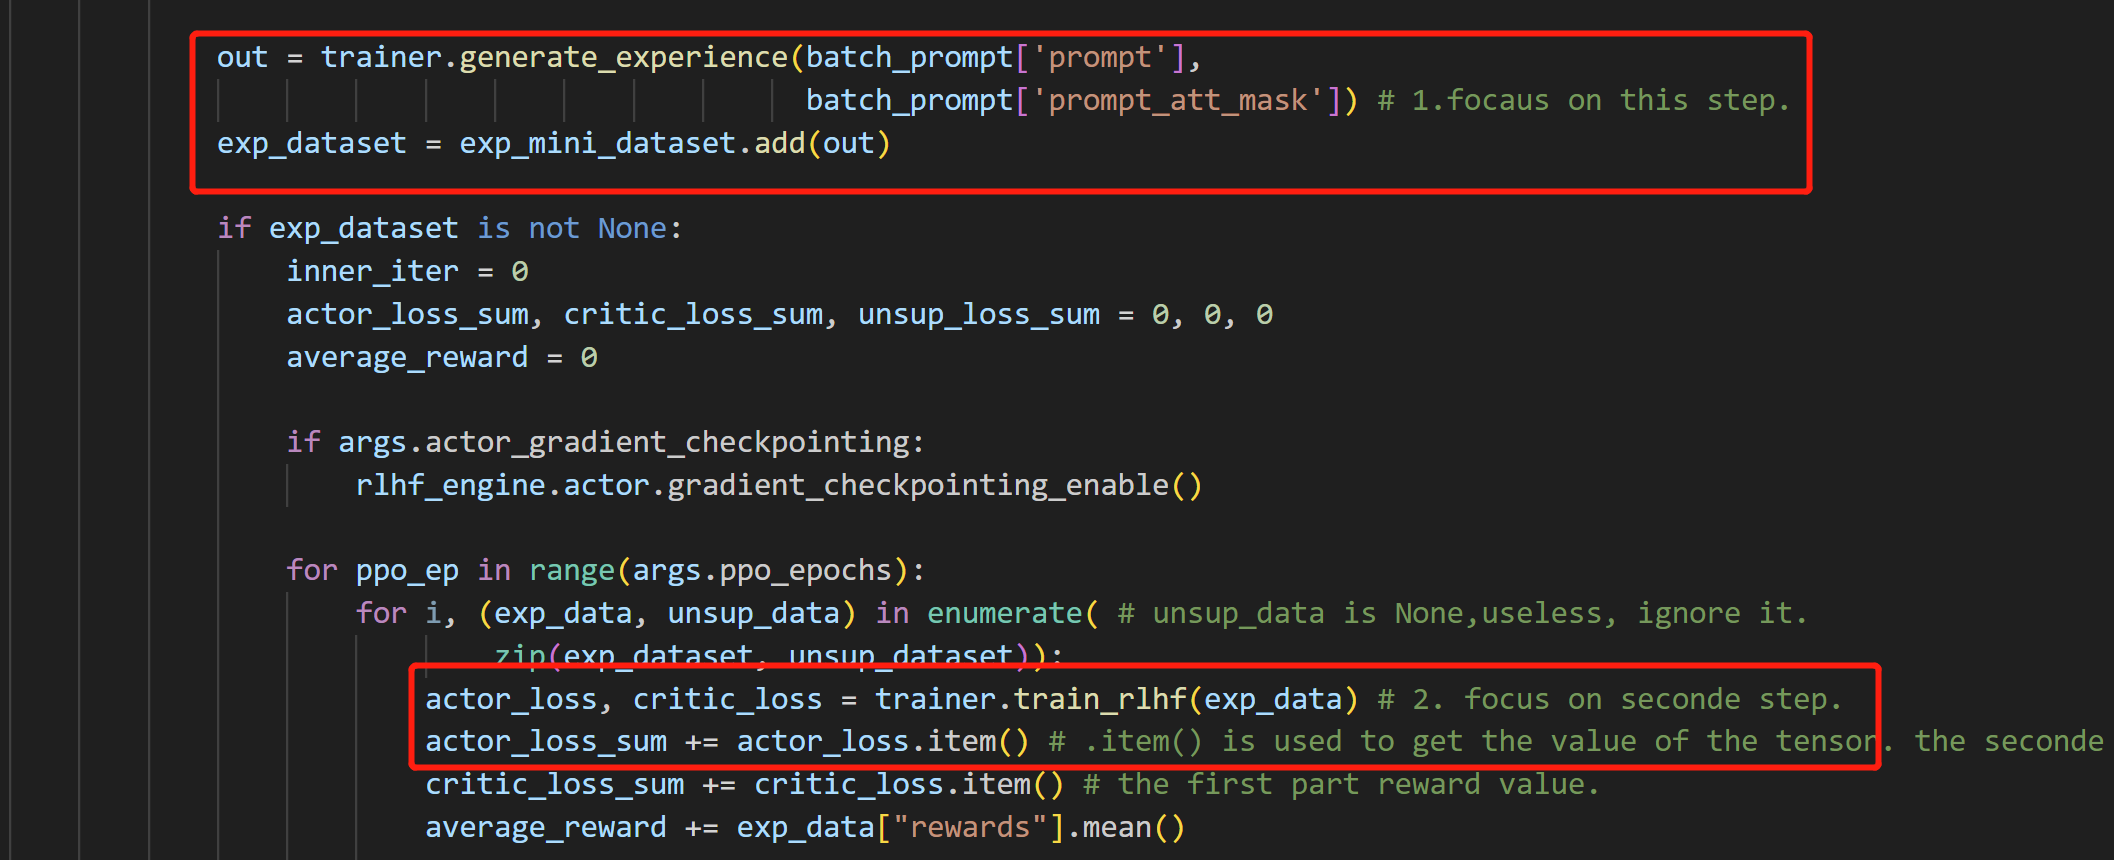 out = trainer.generate_experience(batch_prompt['prompt'],
batch_prompt['prompt_att_mask']) # 1.focaus on this step.
exp_dataset = exp_mini_dataset.add(out)
if exp_dataset is not None:
inner_iter = 0
actor_loss_sum, critic_loss_sum, unsup_loss_sum = 0, 0, 0
average_reward = 0
if args.actor_gradient_checkpointing:
rlhf_engine.actor.gradient_checkpointing_enable()
for ppo_ep in range(args.ppo_epochs):
for i, (exp_data, unsup_data) in enumerate( # unsup_data is None,useless, ignore it.
zip(exp_dataset, unsup_dataset)):
actor_loss, critic_loss = trainer.train_rlhf(exp_data) # 2. focus on seconde step.
actor_loss_sum += actor_loss.item() # .item() is used to get the value of the tensor. the seconde
critic_loss_sum += critic_loss.item() # the first part reward value.
average_reward += exp_data["rewards"].mean()